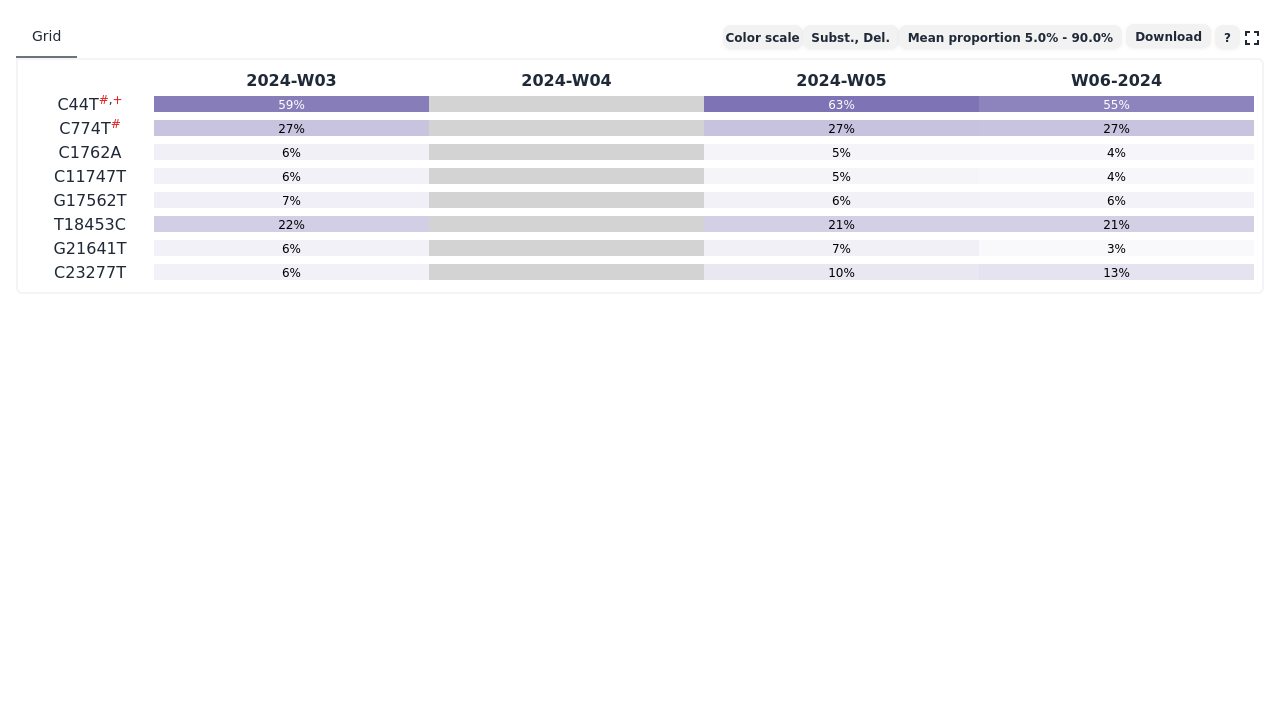 Grid
Color scale Subst., Del. Mean proportion 5.0% - 90.0% Download ?
2024-W03 2024-W04 2024-W05 W06-2024
C44T#,+ 59% 63% 55%
C774T# 27% 27% 27%
C1762A 6% 5% 4%
C11747T 6% 5% 4%
G17562T 7% 6% 6%
T18453C 22% 21% 21%
G21641T 6% 7% 3%
C23277T 6% 10% 13%